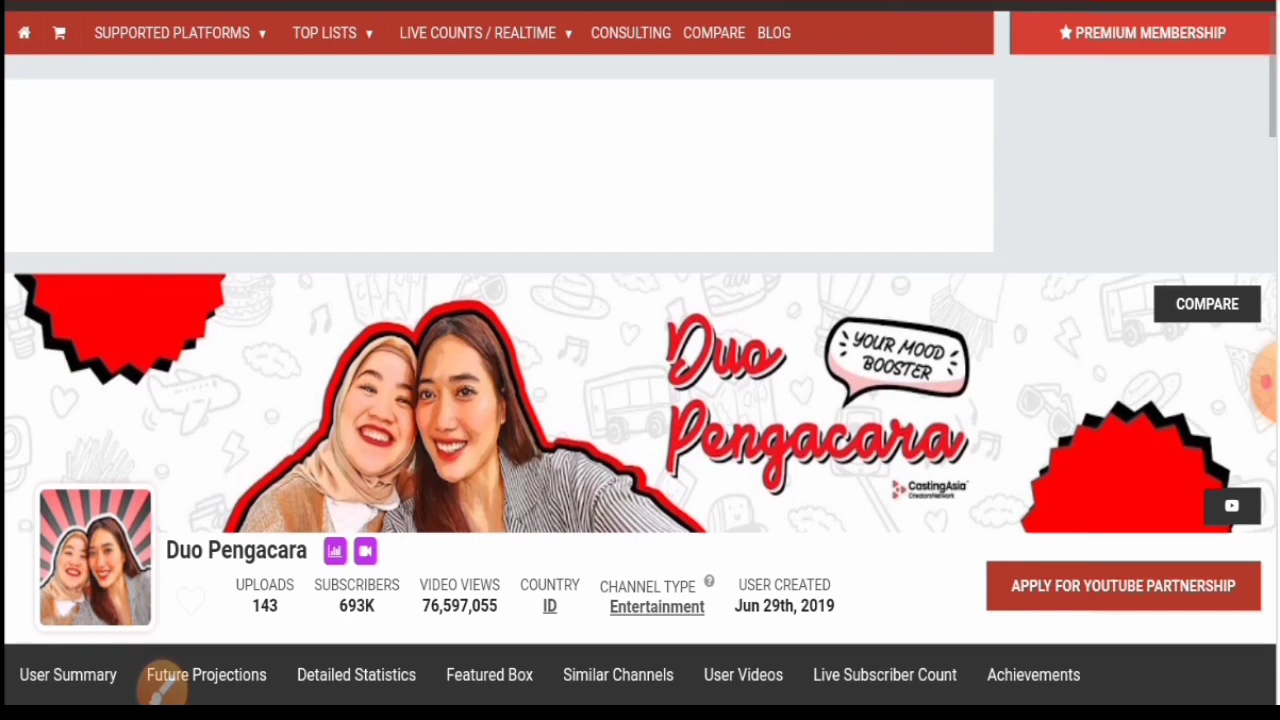 SUPPORTED PLATFORMS ▼ TOP LISTS ▼ LIVE COUNTS / REALTIME ▼ CONSULTING COMPARE BLOG
PREMIUM MEMBERSHIP
COMPARE
Duo
Pengacara
YOUR MOOD
BOOSTER
CastingAsia
Creators Network
Duo Pengacara
UPLOADS SUBSCRIBERS VIDEO VIEWS COUNTRY CHANNEL TYPE ? USER CREATED
143 693K 76,597,055 ID Entertainment Jun 29th, 2019
APPLY FOR YOUTUBE PARTNERSHIP
User Summary Future Projections Detailed Statistics Featured Box Similar Channels User Videos Live Subscriber Count Achievements